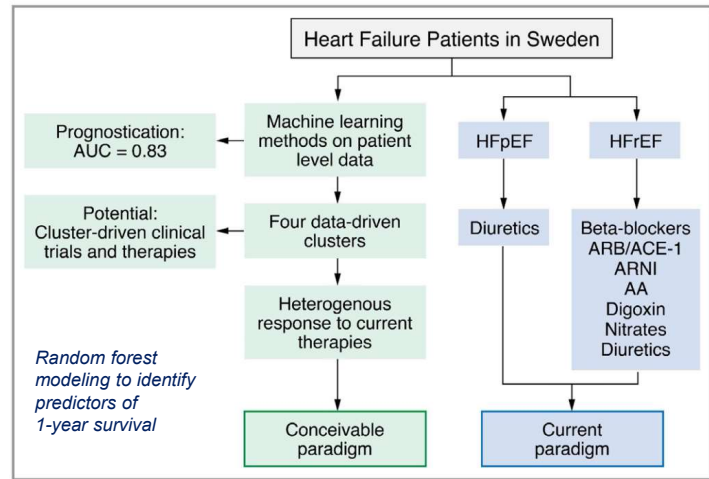 Heart Failure Patients in Sweden
Prognostication:
AUC = 0.83
Machine learning
methods on patient
level data
HFpEF
HFrEF
Potential:
Cluster-driven clinical
trials and therapies
Four data-driven
clusters
Diuretics
Beta-blockers
ARB/ACE-1
ARNI
AA
Digoxin
Nitrates
Diuretics
Heterogenous
response to current
therapies
Random forest
modeling to identify
predictors of
1-year survival
Conceivable
paradigm
Current
paradigm